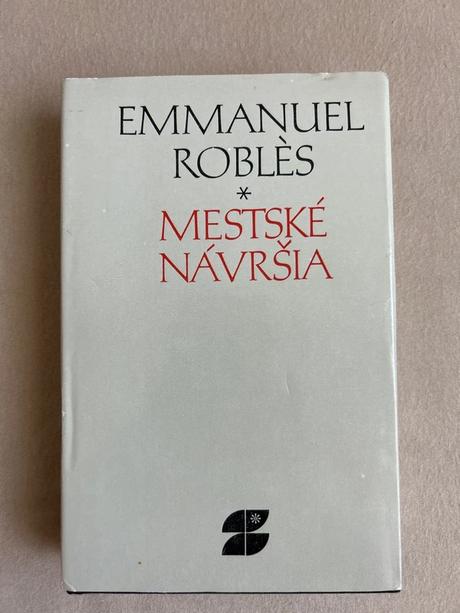 EMMANUEL
ROBLÈS
*
MESTSKÉ
NÁVRŠIA